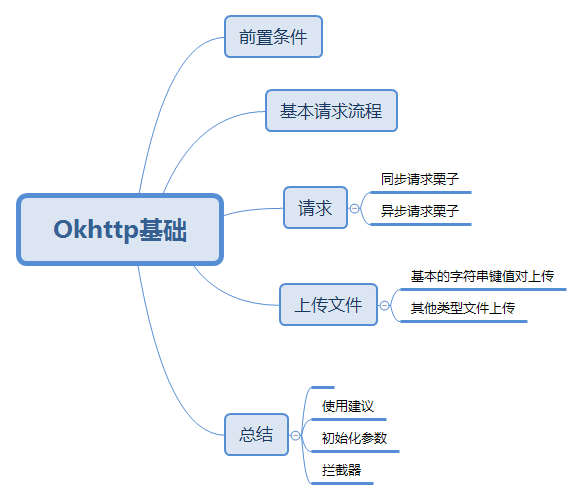 前置条件
基本请求流程
Okhttp基础
请求
同步请求栗子
异步请求栗子
上传文件
基本的字符串键值对上传
其他类型文件上传
总结
使用建议
初始化参数
拦截器